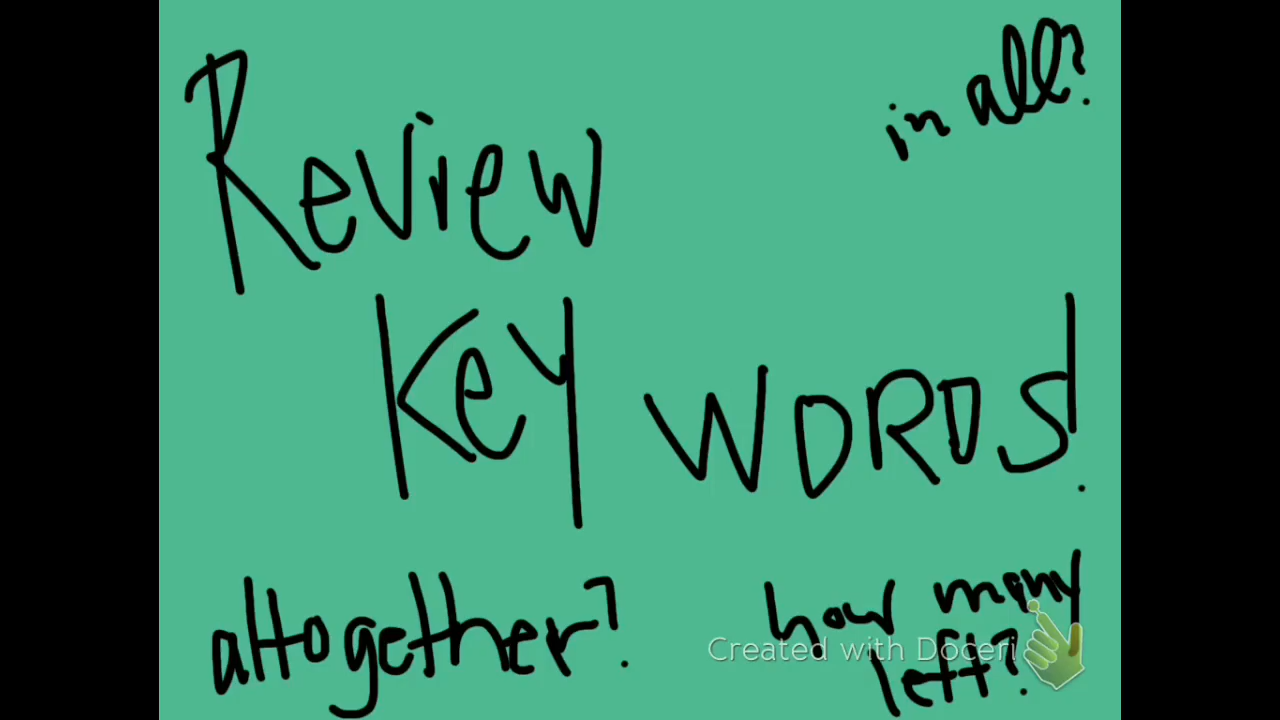 in all?
Review
Key WORDS!
altogether?
how many
left?
Created with Doceri